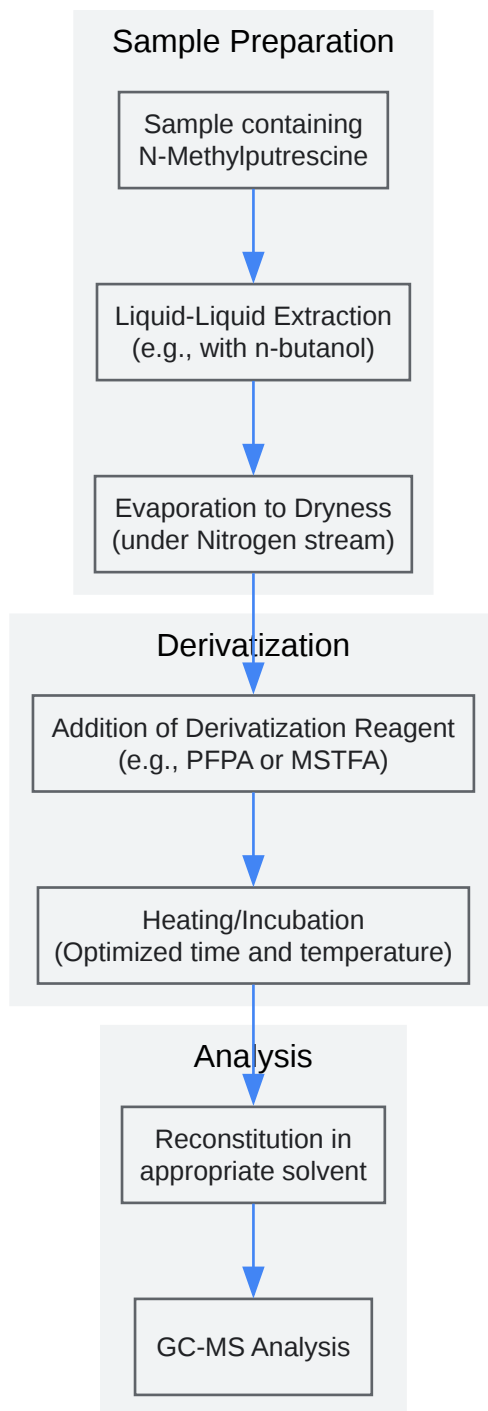 Sample Preparation
Sample containing
N-Methylputrescine
Liquid-Liquid Extraction
(e.g., with n-butanol)
Evaporation to Dryness
(under Nitrogen stream)
Derivatization
Addition of Derivatization Reagent
(e.g., PFPA or MSTFA)
Heating/Incubation
(Optimized time and temperature)
Analysis
Reconstitution in
appropriate solvent
GC-MS Analysis